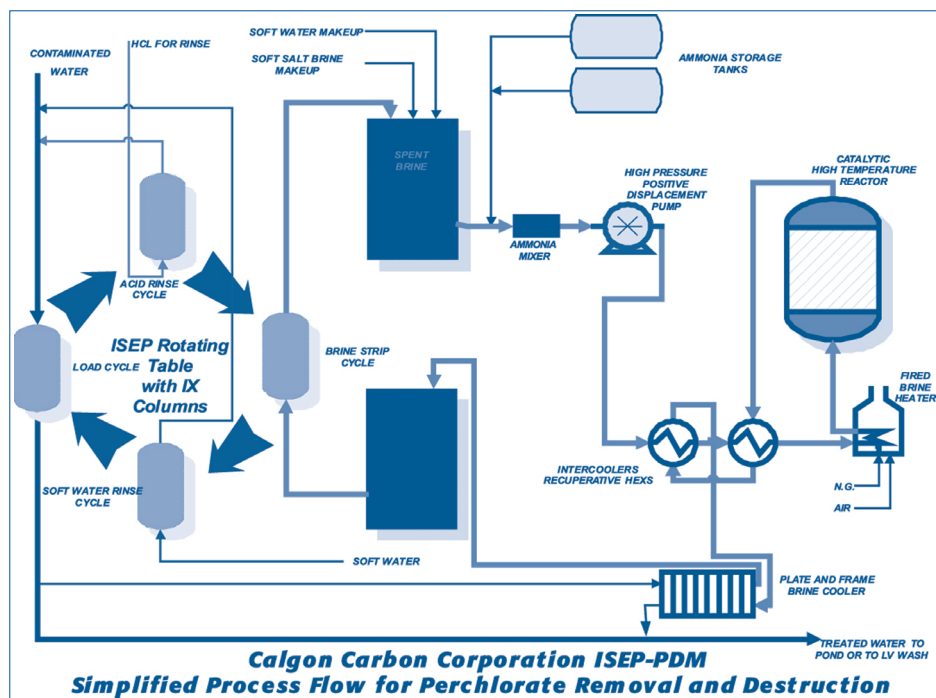 CONTAMINATED
WATER
HCL FOR RINSE
SOFT WATER MAKEUP
SOFT SALT BRINE
MAKEUP
AMMONIA STORAGE
TANKS
SPENT
BRINE
HIGH PRESSURE
POSITIVE
DISPLACEMENT
PUMP
CATALYTIC
HIGH TEMPERATURE
REACTOR
AMMONIA
MIXER
ACID RINSE
CYCLE
ISEP Rotating
Table
with IX
Columns
LOAD CYCLE
BRINE STRIP
CYCLE
FIRED
BRINE
HEATER
SOFT WATER RINSE
CYCLE
INTERCOOLERS
RECUPERATIVE HEXS
N.G.
AIR
SOFT WATER
PLATE AND FRAME
BRINE COOLER
TREATED WATER TO
POND OR TO LV WASH
Calgon Carbon Corporation ISEP-PDM
Simplified Process Flow for Perchlorate Removal and Destruction